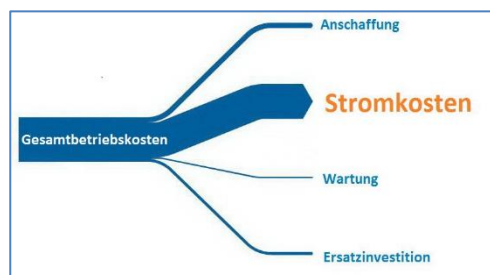 Anschaffung
Stromkosten
Gesamtbetriebskosten
Wartung
Ersatzinvestition